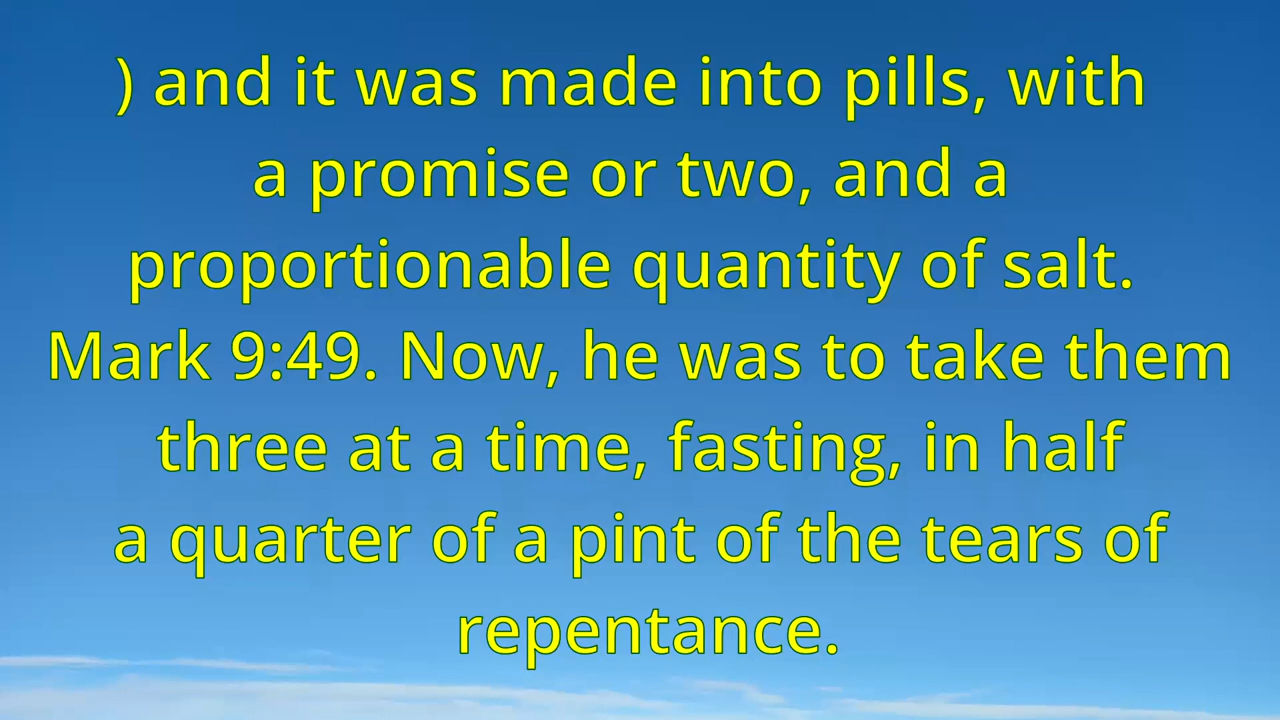 ) and it was made into pills, with
a promise or two, and a
proportionable quantity of salt.
Mark 9:49. Now, he was to take them
three at a time, fasting, in half
a quarter of a pint of the tears of
repentance.